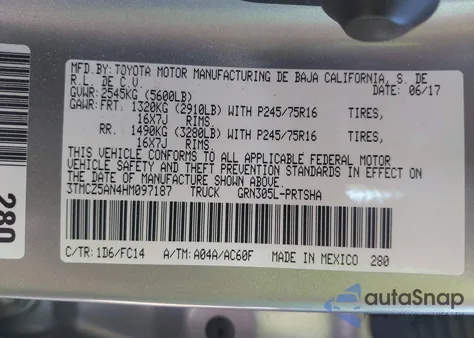 MFD.BY: TOYOTA MOTOR MANUFACTURING DE BAJA CALIFORNIA, S. DE
R.L. DE C.V. DATE: 06/17
GVWR: 2545KG (5600LB)
GAWR: FRT. 1320KG (2910LB) WITH P245/75R16 TIRES,
16X7J RIMS.
RR. 1490KG (3280LB) WITH P245/75R16 TIRES,
16X7J RIMS.
THIS VEHICLE CONFORMS TO ALL APPLICABLE FEDERAL MOTOR
VEHICLE SAFETY AND THEFT PREVENTION STANDARDS IN EFFECT ON
THE DATE OF MANUFACTURE SHOWN ABOVE.
3TMCZ5AN4HM097187 TRUCK GRN305L-PRTSHA
C/TR: 1D6/FC14 A/TM: A04A/AC60F MADE IN MEXICO 280
280
autoSnap